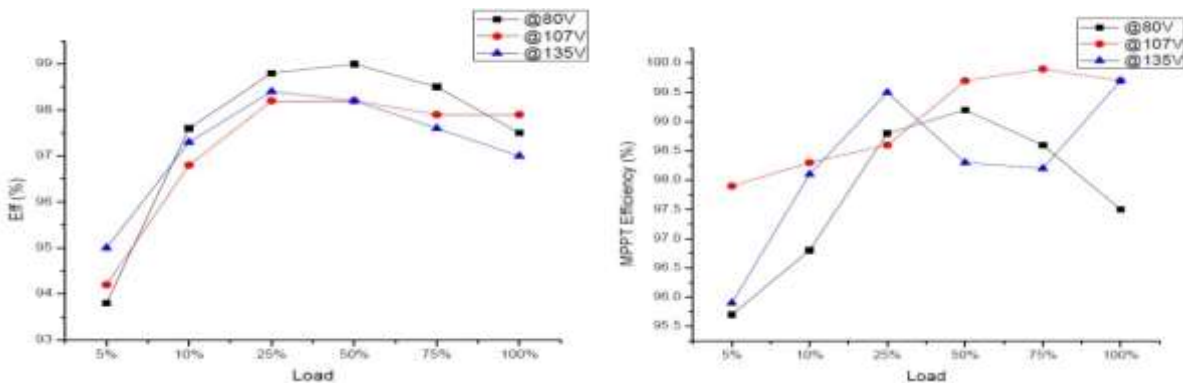 @80V
@107V
@135V
99
98
97
96
95
94
93
Eff (%)
5% 10% 25% 50% 75% 100%
Load
@80V
@107V
@135V
100.0
99.5
99.0
98.5
98.0
97.5
97.0
96.5
96.0
95.5
MPPT Efficiency (%)
5% 10% 25% 50% 75% 100%
Load